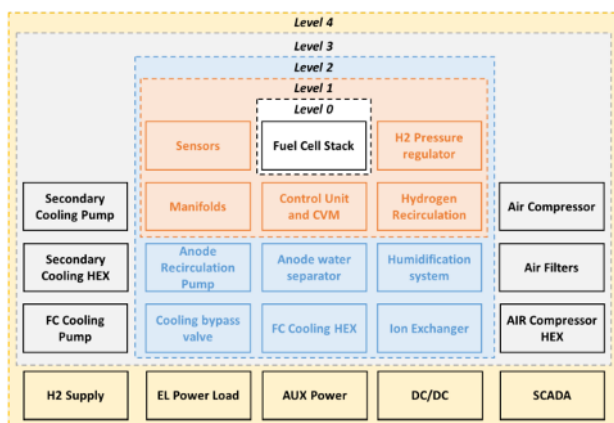 Level 4
Level 3
Level 2
Level 1
Level 0
Sensors
Fuel Cell Stack
H2 Pressure
regulator
Secondary
Cooling Pump
Manifolds
Control Unit
and CVM
Hydrogen
Recirculation
Air Compressor
Secondary
Cooling HEX
Anode
Recirculation
Pump
Anode water
separator
Humidification
system
Air Filters
FC Cooling
Pump
Cooling bypass
valve
FC Cooling HEX
Ion Exchanger
AIR Compressor
HEX
H2 Supply
EL Power Load
AUX Power
DC/DC
SCADA